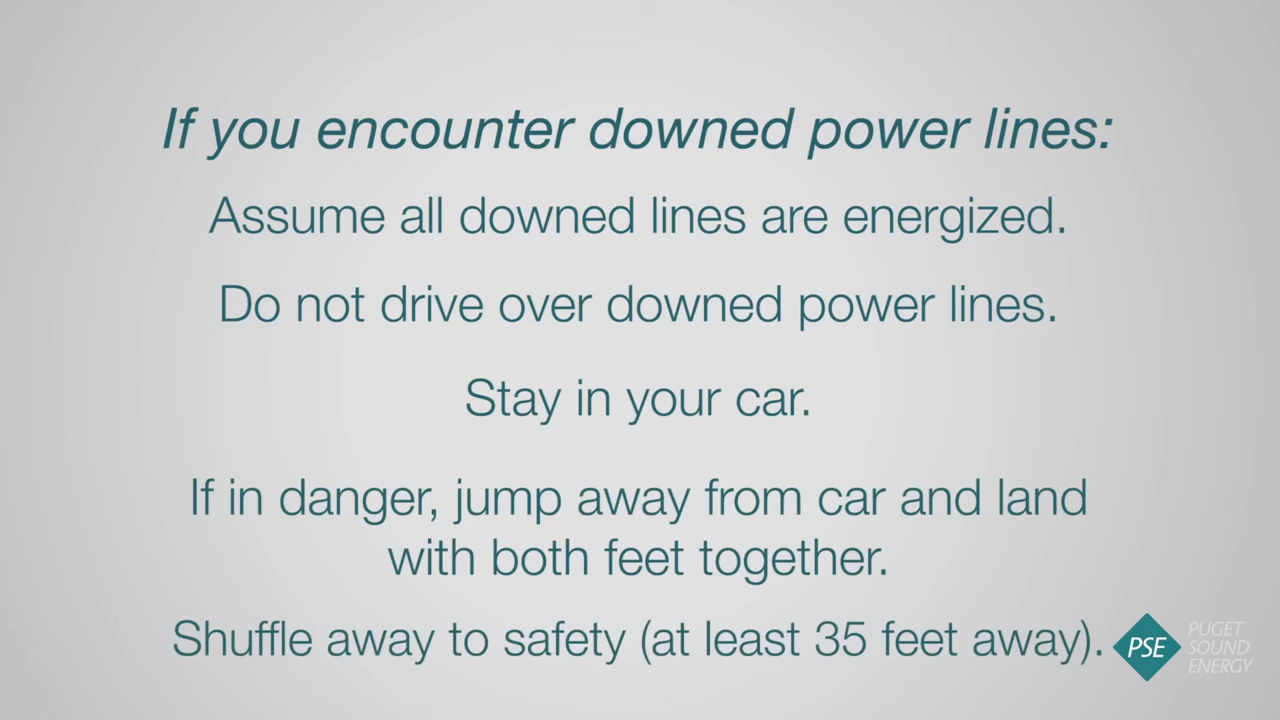 If you encounter downed power lines:
Assume all downed lines are energized.
Do not drive over downed power lines.
Stay in your car.
If in danger, jump away from car and land
with both feet together.
Shuffle away to safety (at least 35 feet away).
PSE
PUGET
SOUND
ENERGY